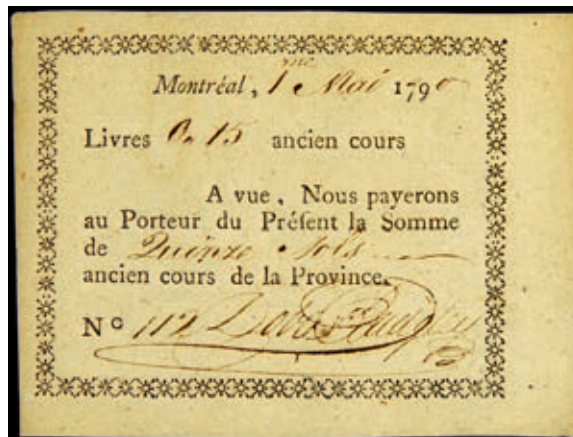 Montréal, 1me Mai 1790
Livres 0.. 15 ancien cours
A vue, Nous payerons
au Porteur du Préſent la Somme
de Quinze Sols
ancien cours de la Province.
Nº 112